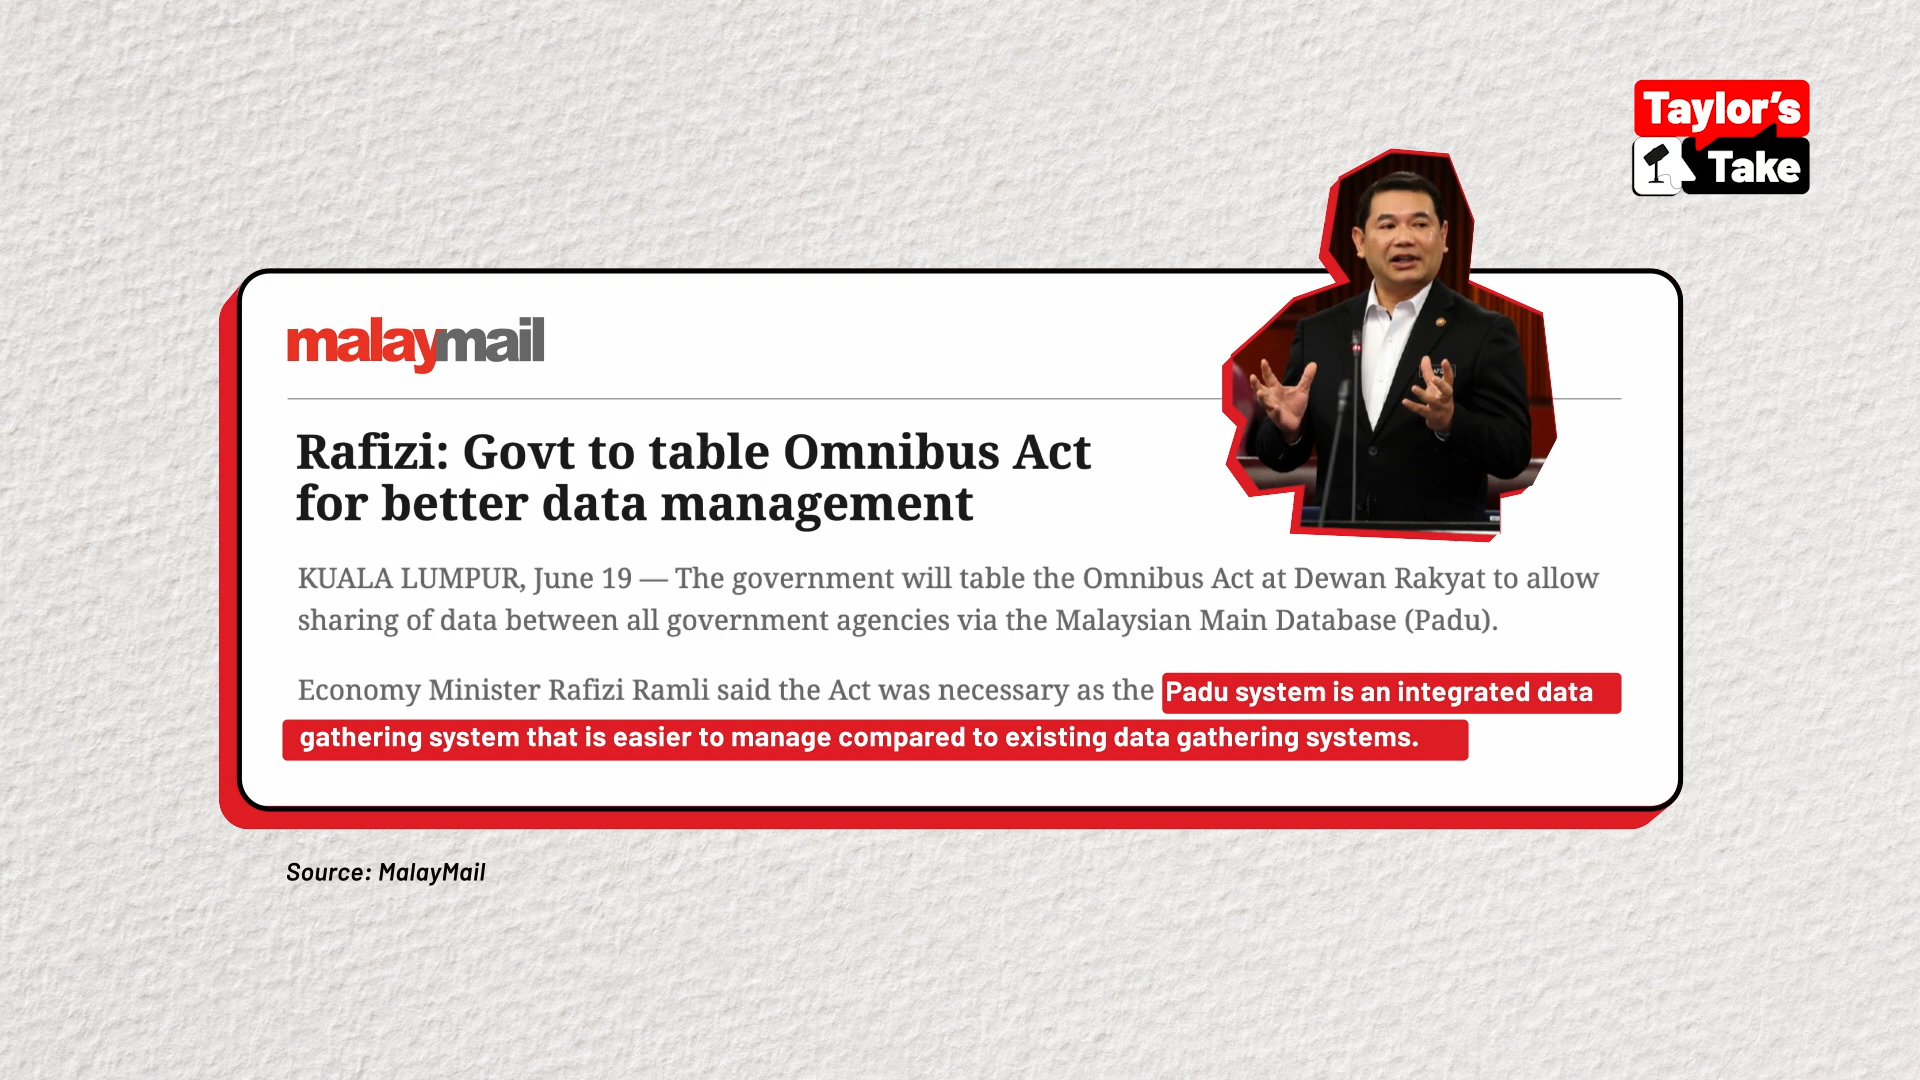 Taylor's
Take
malaymail
Rafizi: Govt to table Omnibus Act
for better data management
KUALA LUMPUR, June 19 — The government will table the Omnibus Act at Dewan Rakyat to allow
sharing of data between all government agencies via the Malaysian Main Database (Padu).
Economy Minister Rafizi Ramli said the Act was necessary as the Padu system is an integrated data
gathering system that is easier to manage compared to existing data gathering systems.
Source: MalayMail